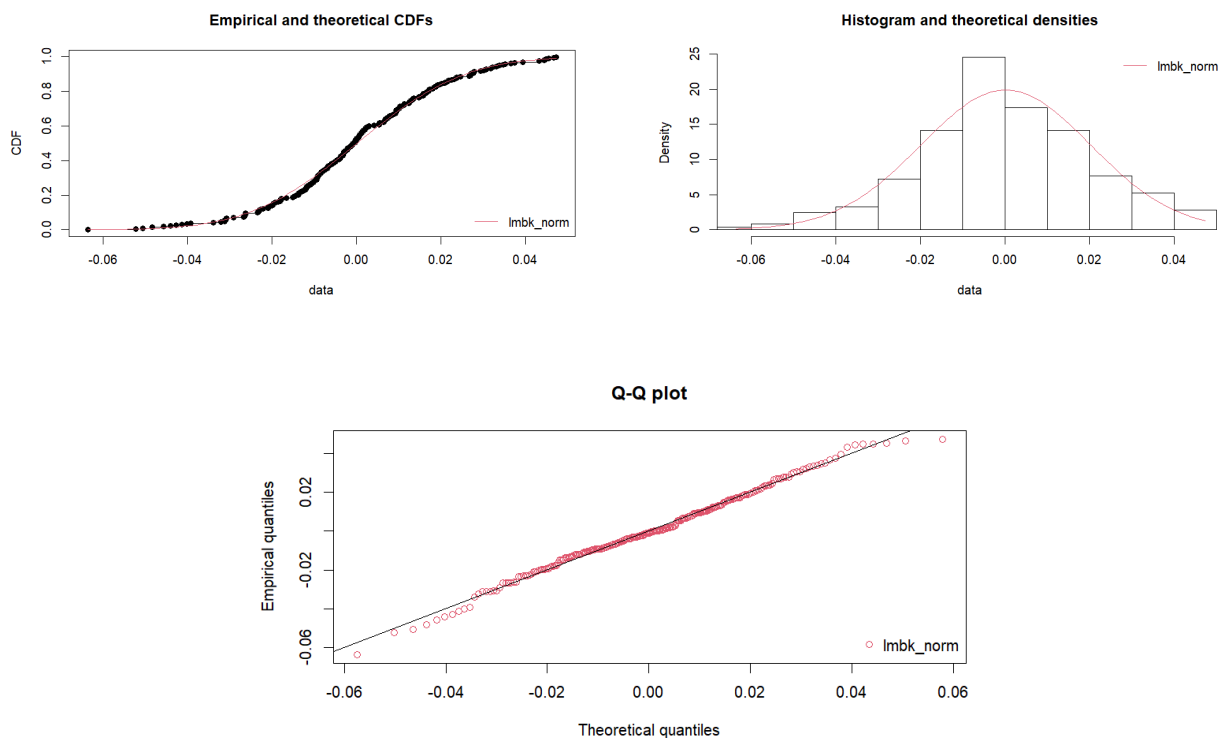 Empirical and theoretical CDFs
CDF
0.0 0.2 0.4 0.6 0.8 1.0
lmbk_norm
-0.06 -0.04 -0.02 0.00 0.02 0.04
data
Histogram and theoretical densities
Density
0 5 10 15 20 25
lmbk_norm
-0.06 -0.04 -0.02 0.00 0.02 0.04
data
Q-Q plot
Empirical quantiles
-0.06 -0.02 0.02
lmbk_norm
-0.06 -0.04 -0.02 0.00 0.02 0.04 0.06
Theoretical quantiles